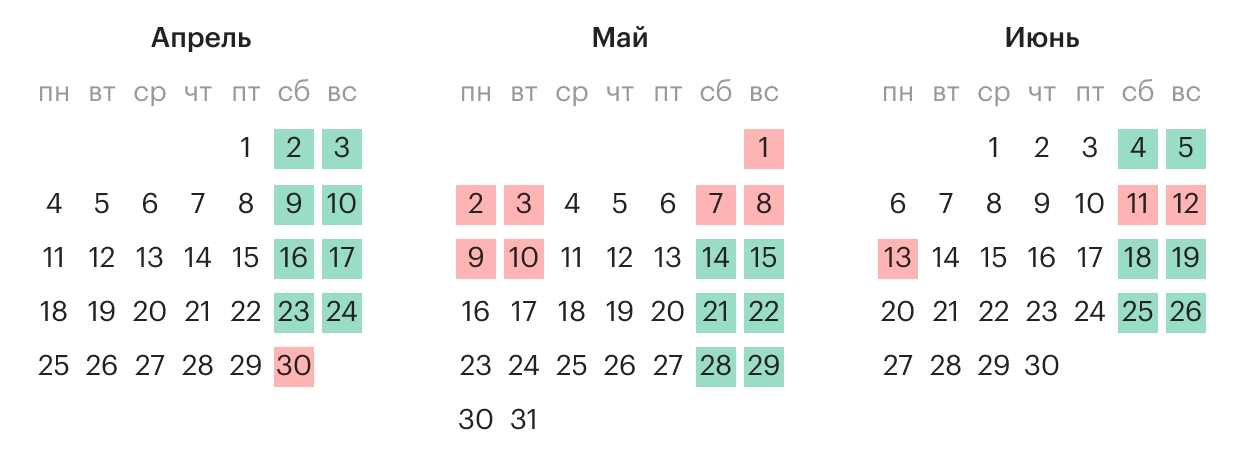 Апрель
пн вт ср чт пт сб вс
1 2 3
4 5 6 7 8 9 10
11 12 13 14 15 16 17
18 19 20 21 22 23 24
25 26 27 28 29 30
Май
пн вт ср чт пт сб вс
1
2 3 4 5 6 7 8
9 10 11 12 13 14 15
16 17 18 19 20 21 22
23 24 25 26 27 28 29
30 31
Июнь
пн вт ср чт пт сб вс
1 2 3 4 5
6 7 8 9 10 11 12
13 14 15 16 17 18 19
20 21 22 23 24 25 26
27 28 29 30